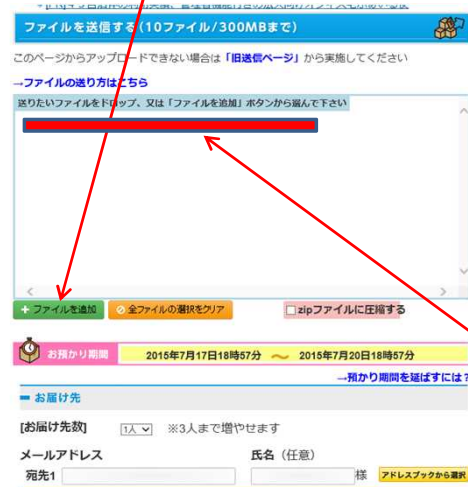 ファイルを送信する(10ファイル/300MBまで)
このページからアップロードできない場合は「旧送信ページ」から実施してください
→ファイルの送り方はこちら
送りたいファイルをドロップ、又は「ファイルを追加」ボタンから選んで下さい
+ ファイルを追加 全ファイルの選択をクリア □zipファイルに圧縮する
お預かり期間 2015年7月17日18時57分 ～ 2015年7月20日18時57分
→預かり期間を延ばすには?
お届け先
[お届け先数] 1人 ※3人まで増やせます
メールアドレス 氏名（任意）
宛先1 様 アドレスブックから選択